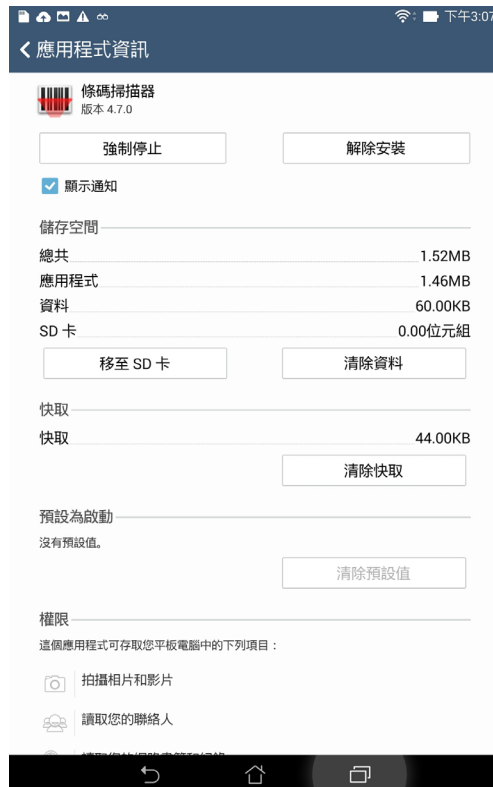 下午3:07
應用程式資訊
條碼掃描器
版本 4.7.0
強制停止
解除安裝
顯示通知
儲存空間
總共 1.52MB
應用程式 1.46MB
資料 60.00KB
SD 卡 0.00位元組
移至 SD 卡
清除資料
快取
快取 44.00KB
清除快取
預設為啟動
沒有預設值。
清除預設值
權限
這個應用程式可存取您平板電腦中的下列項目：
拍攝相片和影片
讀取您的聯絡人